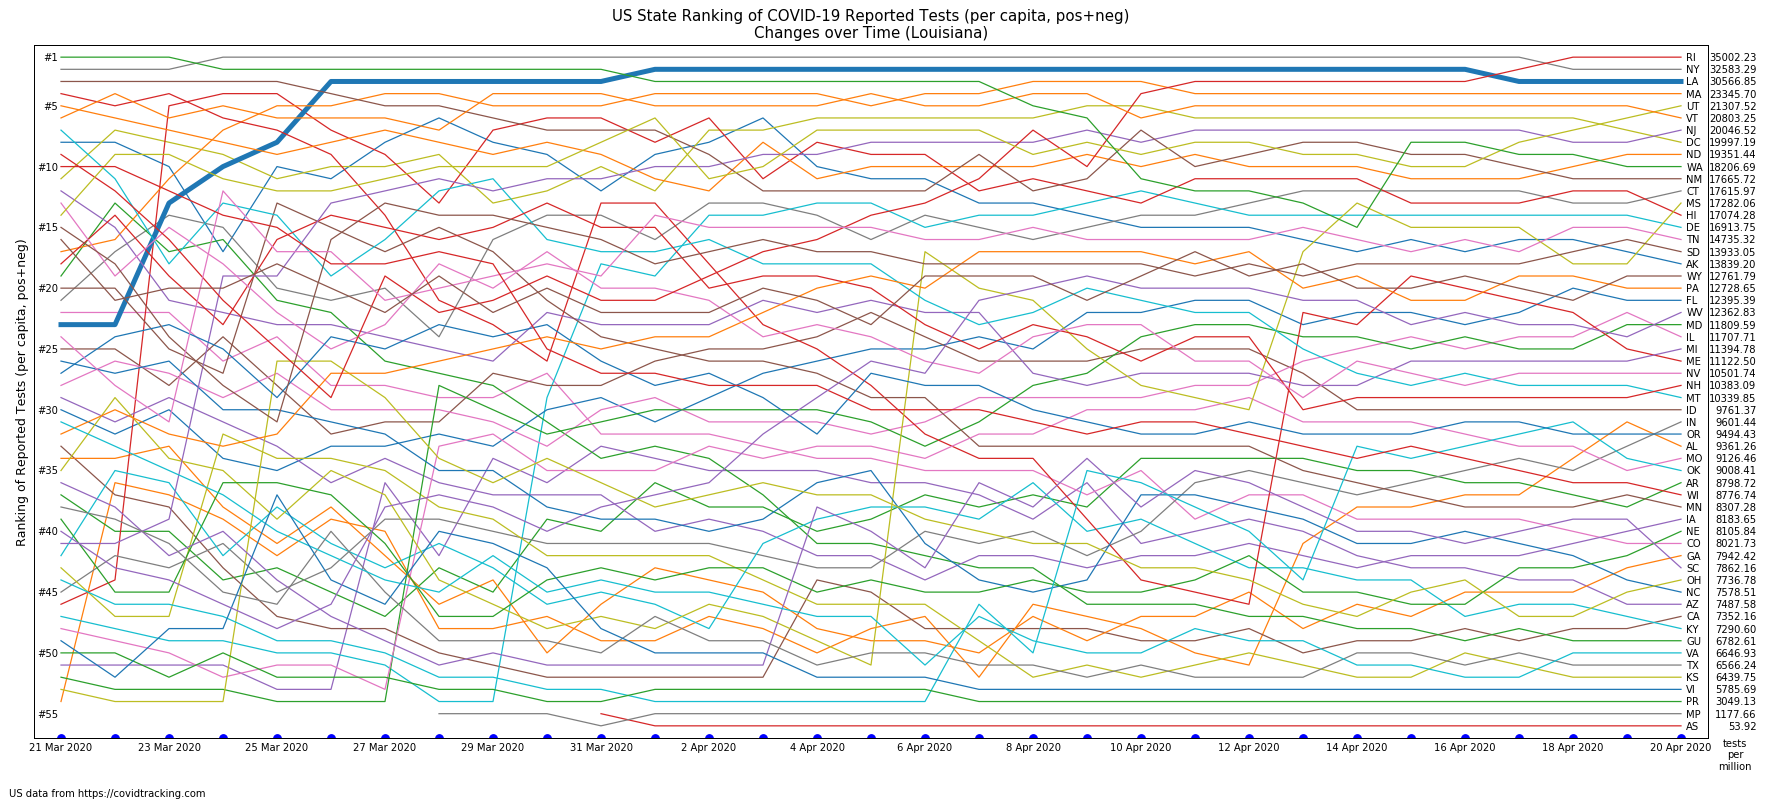 US State Ranking of COVID-19 Reported Tests (per capita, pos+neg)
Changes over Time (Louisiana)
Ranking of Reported Tests (per capita, pos+neg)
#1
#5
#10
#15
#20
#25
#30
#35
#40
#45
#50
#55
RI 35002.23
NY 32583.29
LA 30566.85
MA 23345.70
UT 21307.52
VT 20803.25
NJ 20046.52
DC 19997.19
ND 19351.44
WA 18206.69
NM 17665.72
CT 17615.97
MS 17282.06
HI 17074.28
DE 16913.75
TN 14735.32
SD 13933.05
AK 13839.20
WY 12761.79
PA 12728.65
FL 12395.39
WV 12362.83
MD 11809.59
IL 11707.71
MI 11394.78
ME 11122.50
NV 10501.74
NH 10383.09
MT 10339.85
ID 9761.37
IN 9601.44
OR 9494.43
AL 9361.26
MO 9126.46
OK 9008.41
AR 8798.72
WI 8776.74
MN 8307.28
IA 8183.65
NE 8105.84
CO 8021.73
GA 7942.42
SC 7862.16
OH 7736.78
NC 7578.51
AZ 7487.58
CA 7352.16
KY 7290.60
GU 6782.61
VA 6646.93
TX 6566.24
KS 6439.75
VI 5785.69
PR 3049.13
MP 1177.66
AS 53.92
21 Mar 2020 23 Mar 2020 25 Mar 2020 27 Mar 2020 29 Mar 2020 31 Mar 2020 2 Apr 2020 4 Apr 2020 6 Apr 2020 8 Apr 2020 10 Apr 2020 12 Apr 2020 14 Apr 2020 16 Apr 2020 18 Apr 2020 20 Apr 2020
tests
per
million
US data from https://covidtracking.com